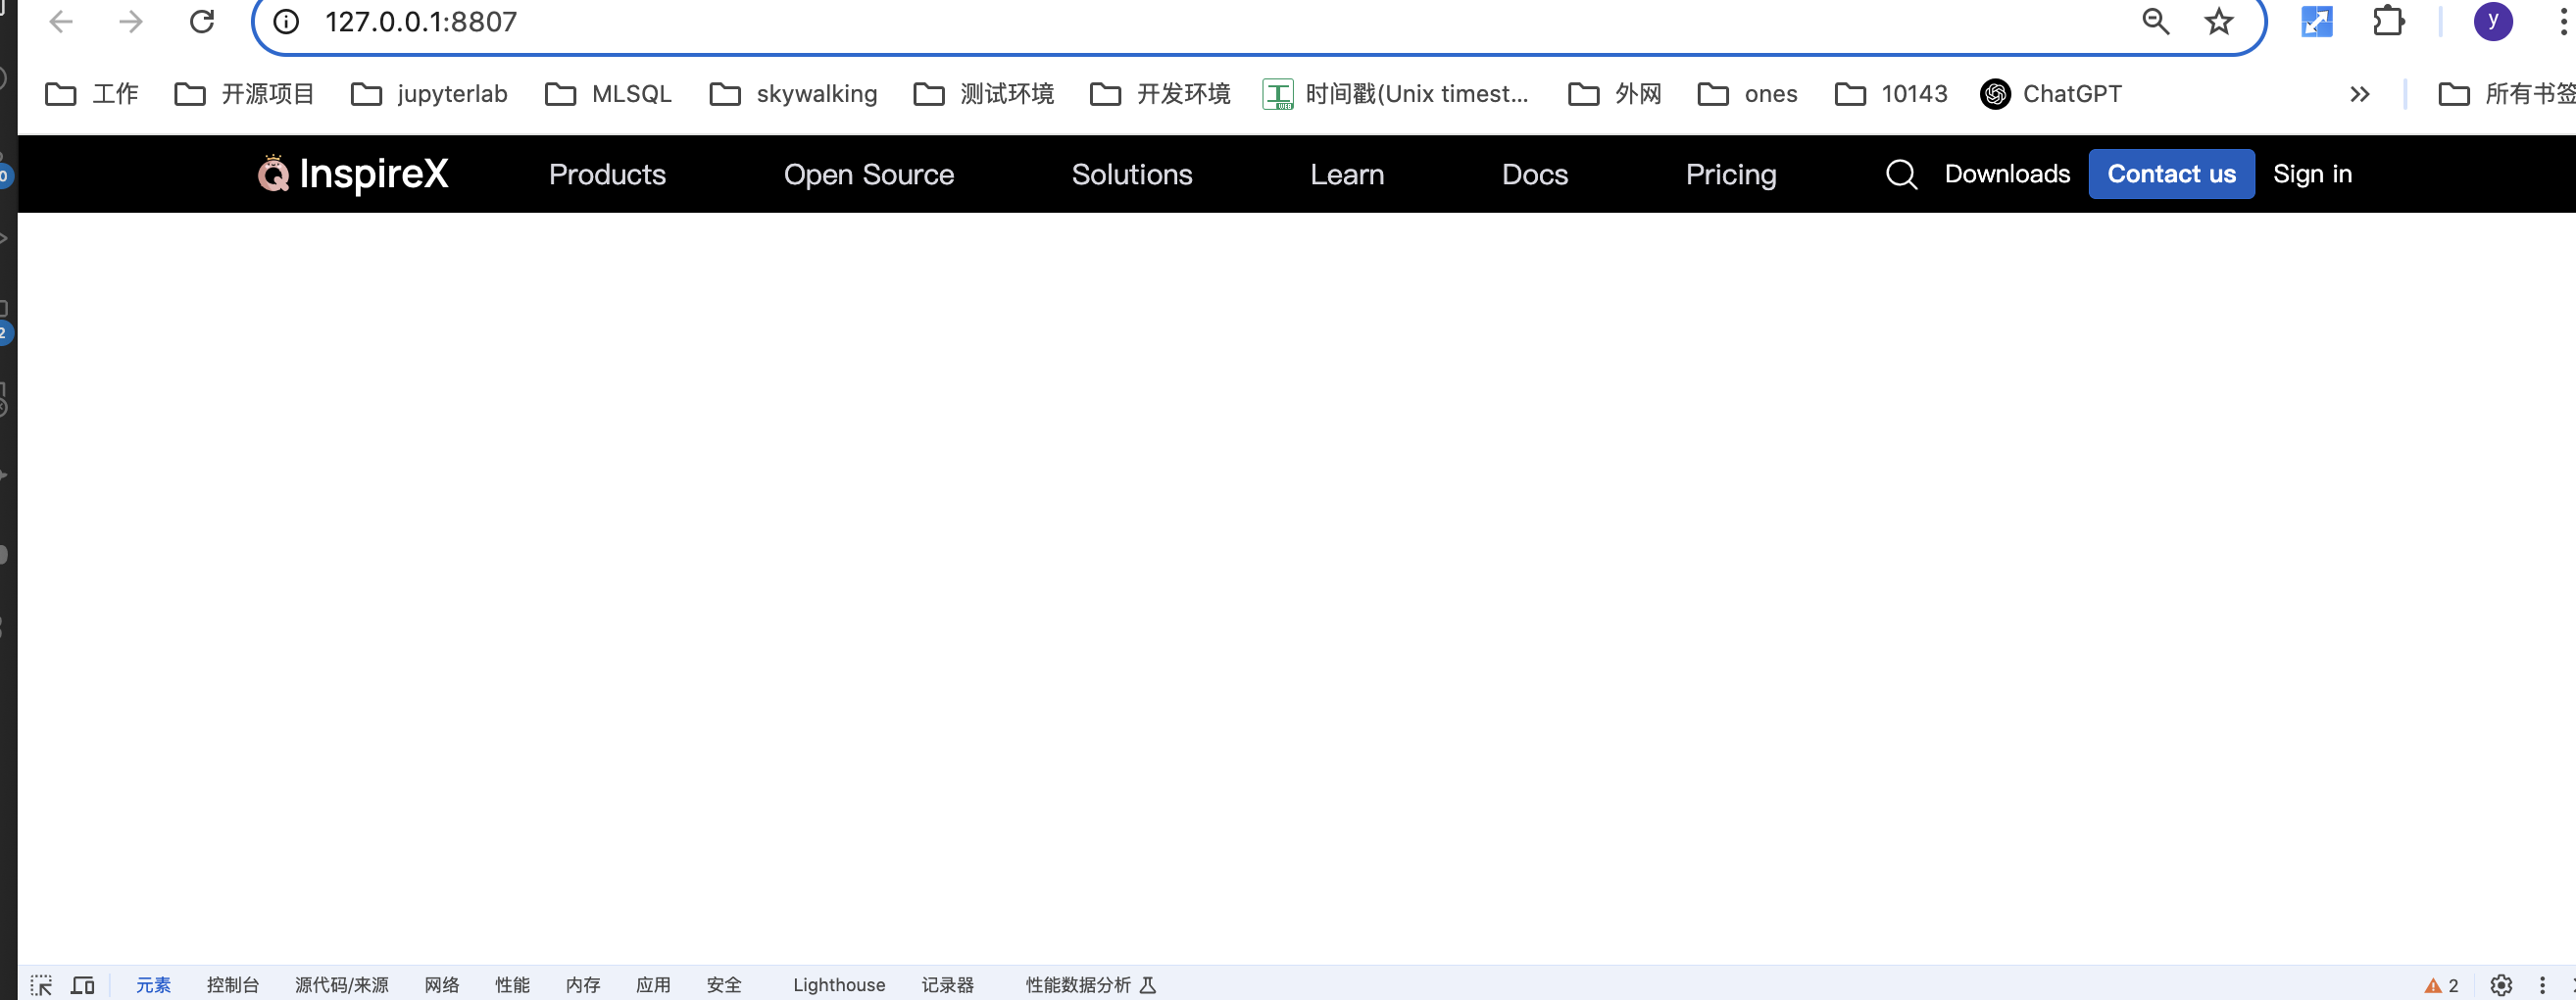 127.0.0.1:8807
y
工作 开源项目 jupyterlab MLSQL skywalking 测试环境 开发环境 时间戳(Unix timest... 外网 ones 10143 ChatGPT 所有书签
InspireX Products Open Source Solutions Learn Docs Pricing Downloads Contact us Sign in
0
2
元素 控制台 源代码/来源 网络 性能 内存 应用 安全 Lighthouse 记录器 性能数据分析 2